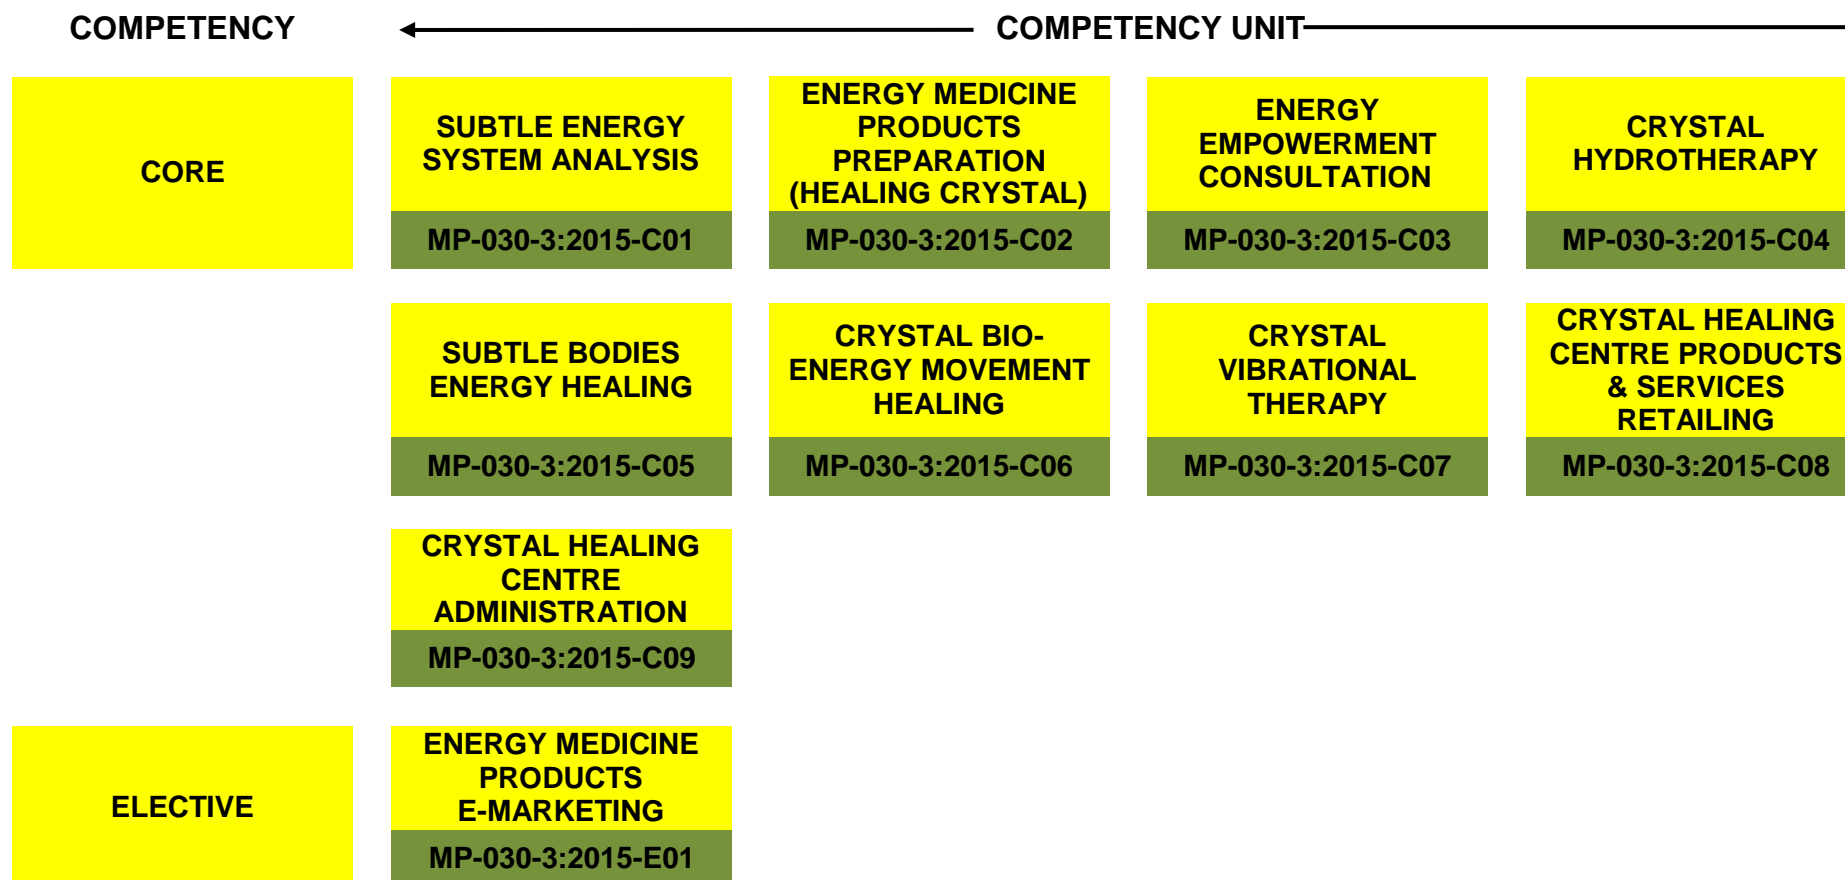 COMPETENCY
COMPETENCY UNIT
CORE
SUBTLE ENERGY
SYSTEM ANALYSIS
MP-030-3:2015-C01
ENERGY MEDICINE
PRODUCTS
PREPARATION
(HEALING CRYSTAL)
MP-030-3:2015-C02
ENERGY
EMPOWERMENT
CONSULTATION
MP-030-3:2015-C03
CRYSTAL
HYDROTHERAPY
MP-030-3:2015-C04
SUBTLE BODIES
ENERGY HEALING
MP-030-3:2015-C05
CRYSTAL BIO-
ENERGY MOVEMENT
HEALING
MP-030-3:2015-C06
CRYSTAL
VIBRATIONAL
THERAPY
MP-030-3:2015-C07
CRYSTAL HEALING
CENTRE PRODUCTS
& SERVICES
RETAILING
MP-030-3:2015-C08
CRYSTAL HEALING
CENTRE
ADMINISTRATION
MP-030-3:2015-C09
ELECTIVE
ENERGY MEDICINE
PRODUCTS
E-MARKETING
MP-030-3:2015-E01